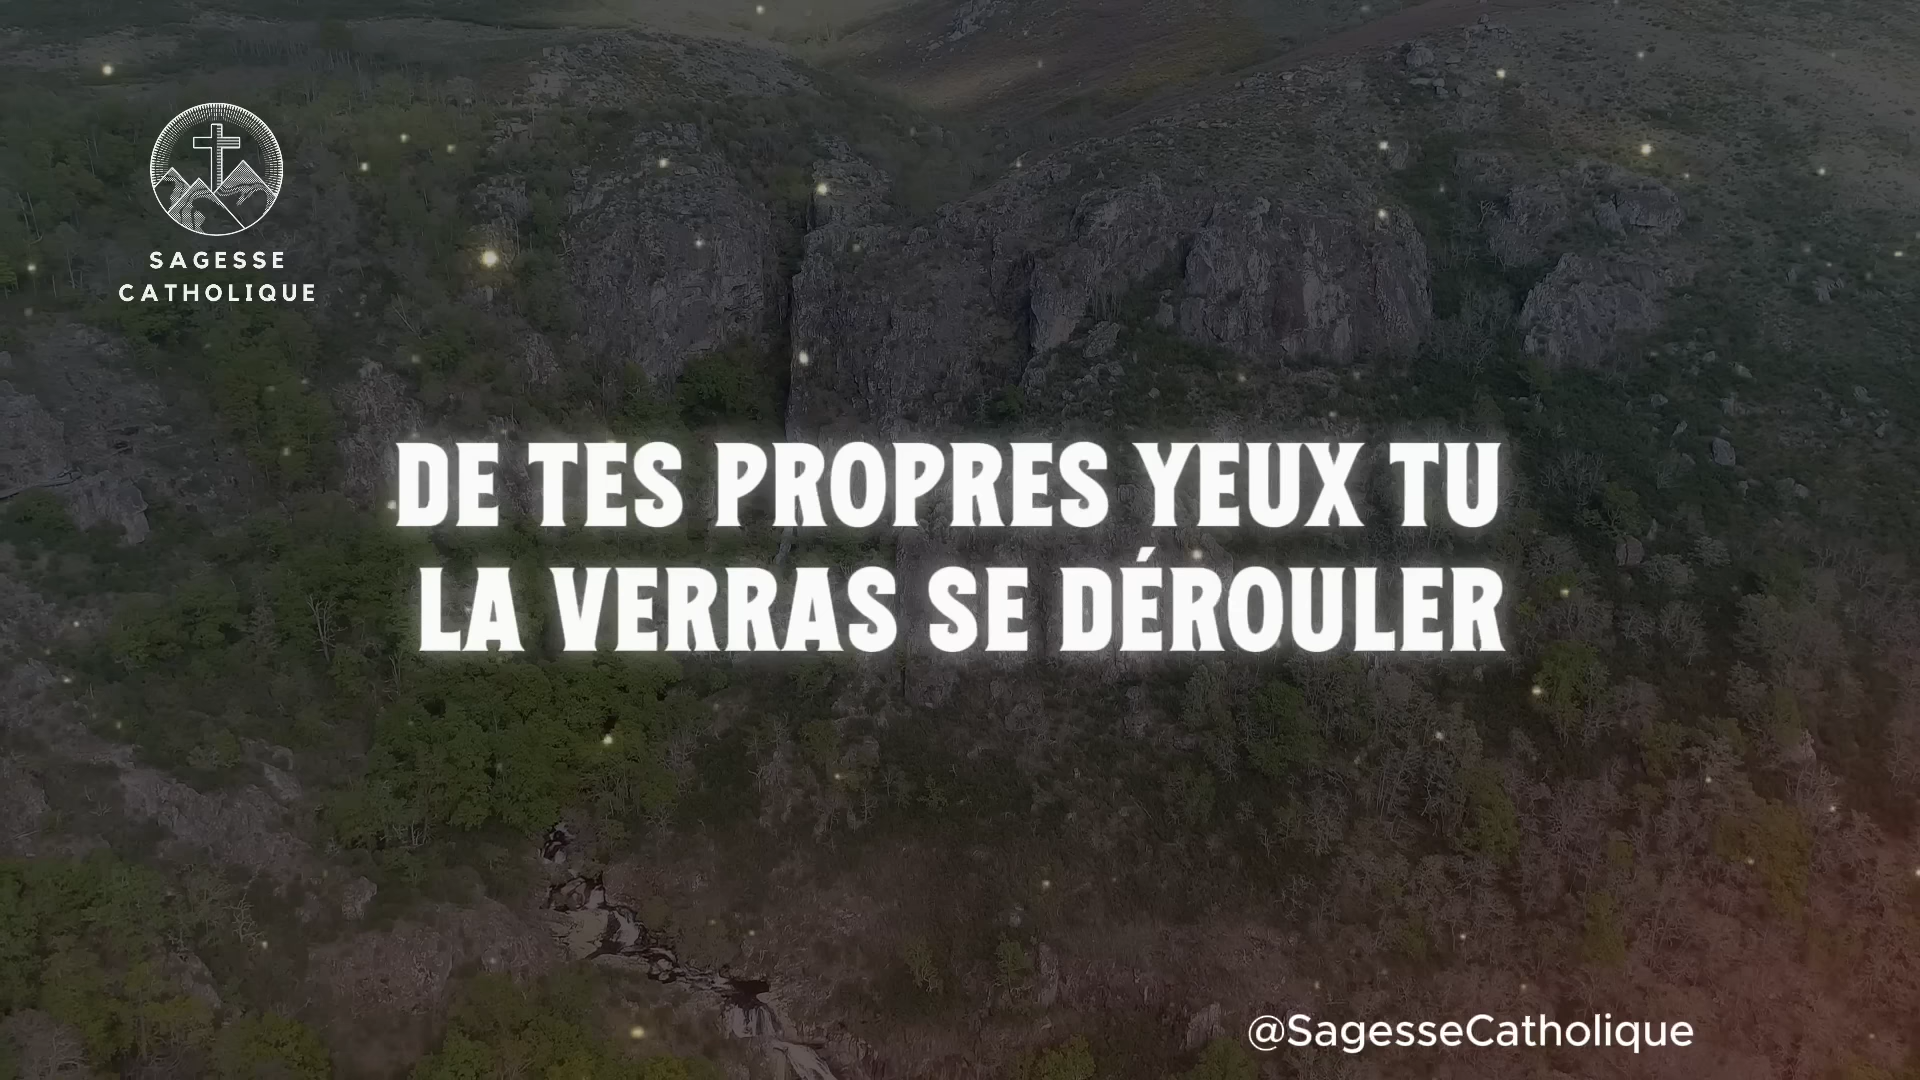 SAGESSE
CATHOLIQUE
DE TES PROPRES YEUX TU
LA VERRAS SE DÉROULER
@SagesseCatholique